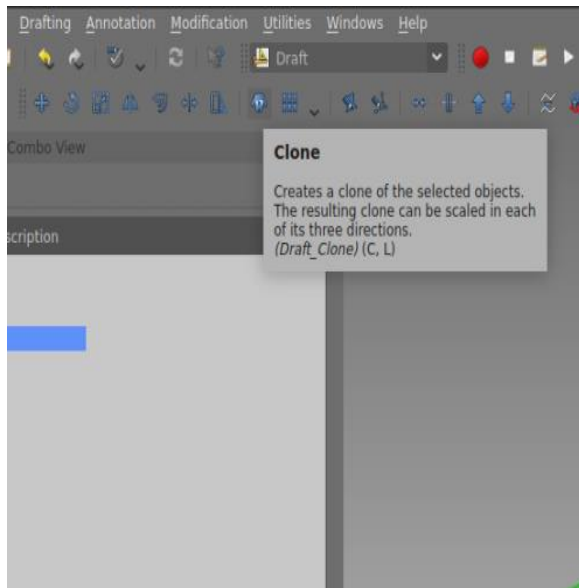 Drafting Annotation Modification Utilities Windows Help
Draft
Combo View
scription
Clone
Creates a clone of the selected objects.
The resulting clone can be scaled in each
of its three directions.
(Draft_Clone) (C, L)